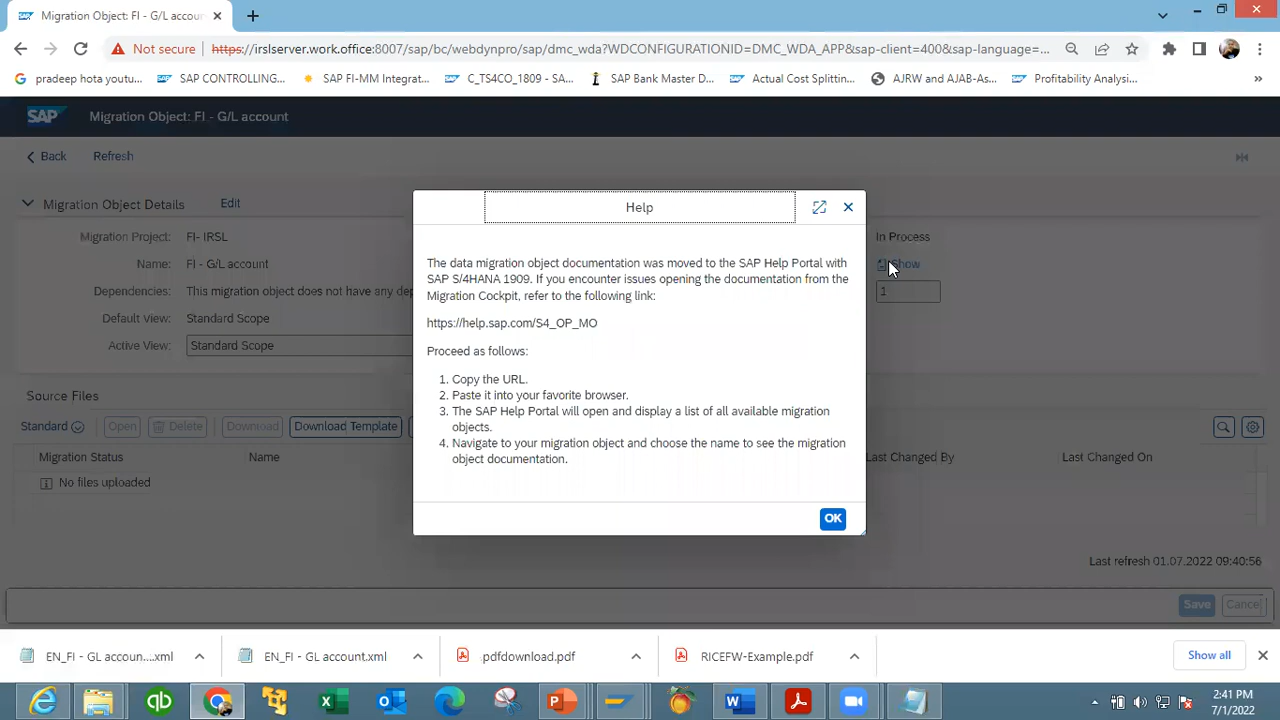 Migration Object: FI - G/L accou
Not secure https://irslserver.work.office:8007/sap/bc/webdynpro/sap/dmc_wda?WDCONFIGURATIONID=DMC_WDA_APP&sap-client=400&sap-language=...
pradeep hota youtu... SAP CONTROLLING... SAP FI-MM Integrat... C_TS4CO_1809 - SA... SAP Bank Master D... Actual Cost Splittin... AJRW and AJAB-As... Profitability Analysi... »
SAP Migration Object: FI - G/L account
Back Refresh
Migration Object Details Edit
Help
Migration Project: FI- IRSL
In Process
Name: FI - G/L account
Show
Dependencies: This migration object does not have any dep
1
Default View: Standard Scope
Active View: Standard Scope
The data migration object documentation was moved to the SAP Help Portal with
SAP S/4HANA 1909. If you encounter issues opening the documentation from the
Migration Cockpit, refer to the following link:
https://help.sap.com/S4_OP_MO
Proceed as follows:
1. Copy the URL.
2. Paste it into your favorite browser.
3. The SAP Help Portal will open and display a list of all available migration
objects.
4. Navigate to your migration object and choose the name to see the migration
object documentation.
OK
Source Files
Standard Open Delete Download Download Template
Migration Status Name Last Changed By Last Changed On
No files uploaded
Last refresh 01.07.2022 09:40:56
Save Cancel
EN_FI - GL accoun....xml EN_FI - GL account.xml pdfdownload.pdf RICEFW-Example.pdf Show all
2:41 PM
7/1/2022